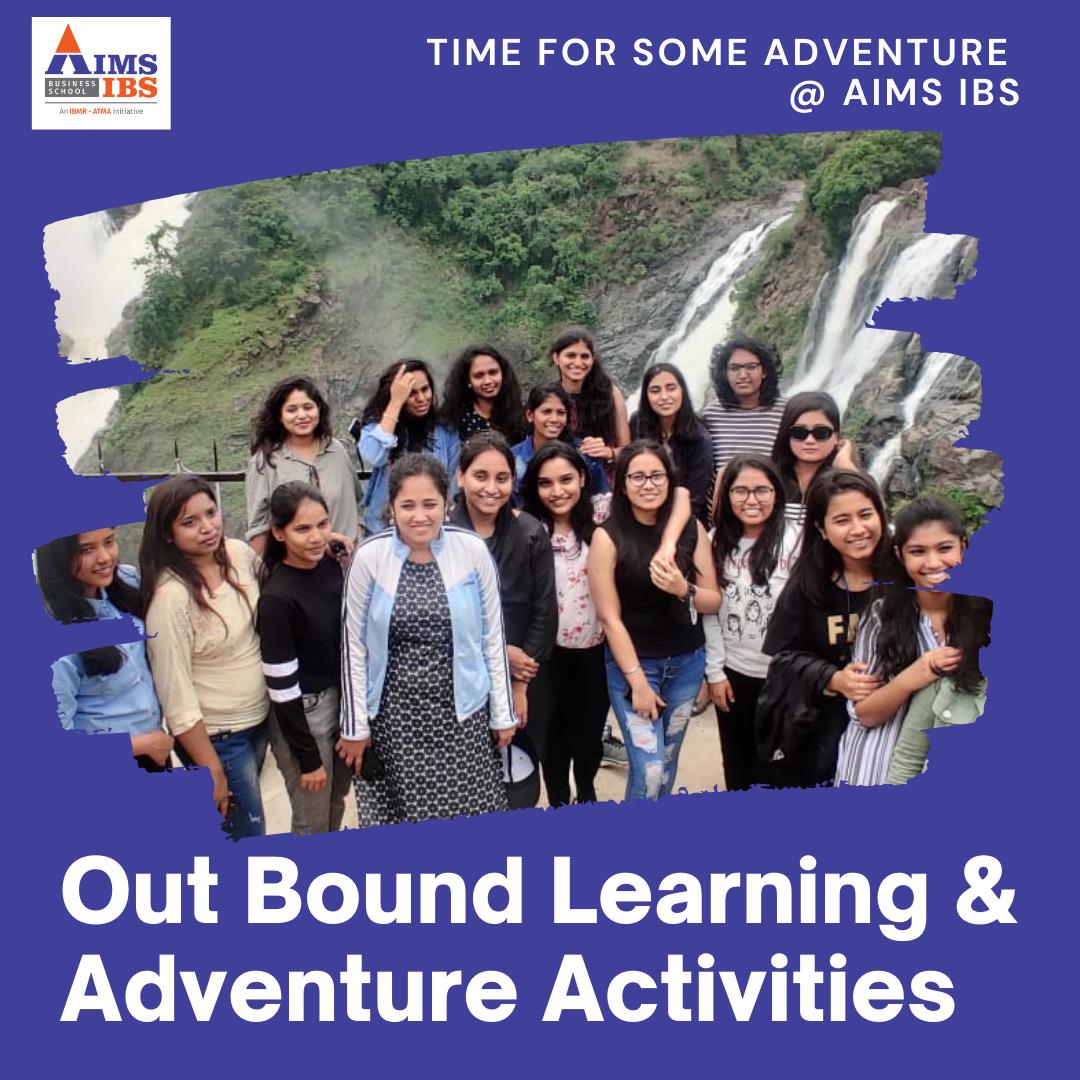 AIMS
BUSINESS SCHOOL IBS
An IBMR - ATMA initiative
TIME FOR SOME ADVENTURE
@ AIMS IBS
FA
Out Bound Learning &
Adventure Activities